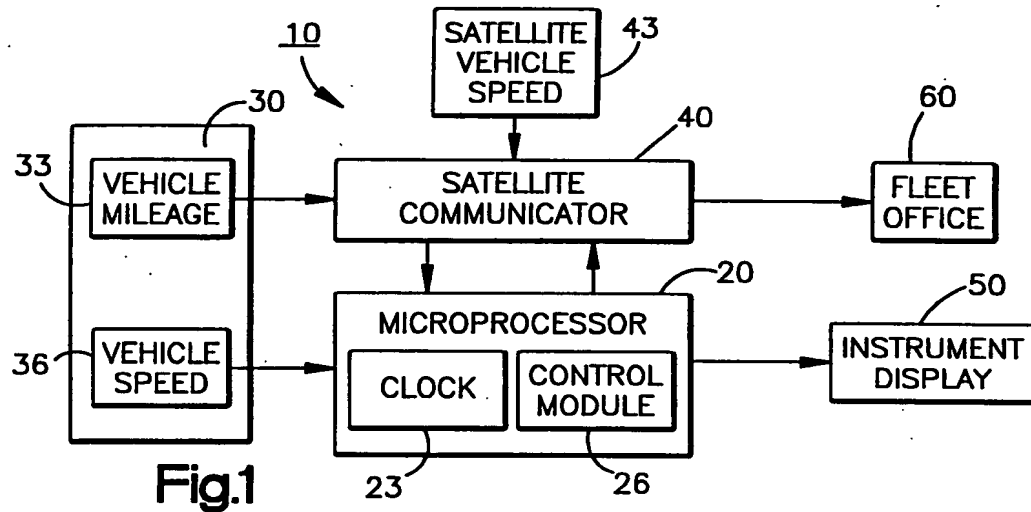 10
SATELLITE
VEHICLE
SPEED
43
30
40
60
33
VEHICLE
MILEAGE
SATELLITE
COMMUNICATOR
FLEET
OFFICE
20
50
MICROPROCESSOR
36
VEHICLE
SPEED
CLOCK
CONTROL
MODULE
INSTRUMENT
DISPLAY
23
26
Fig.1